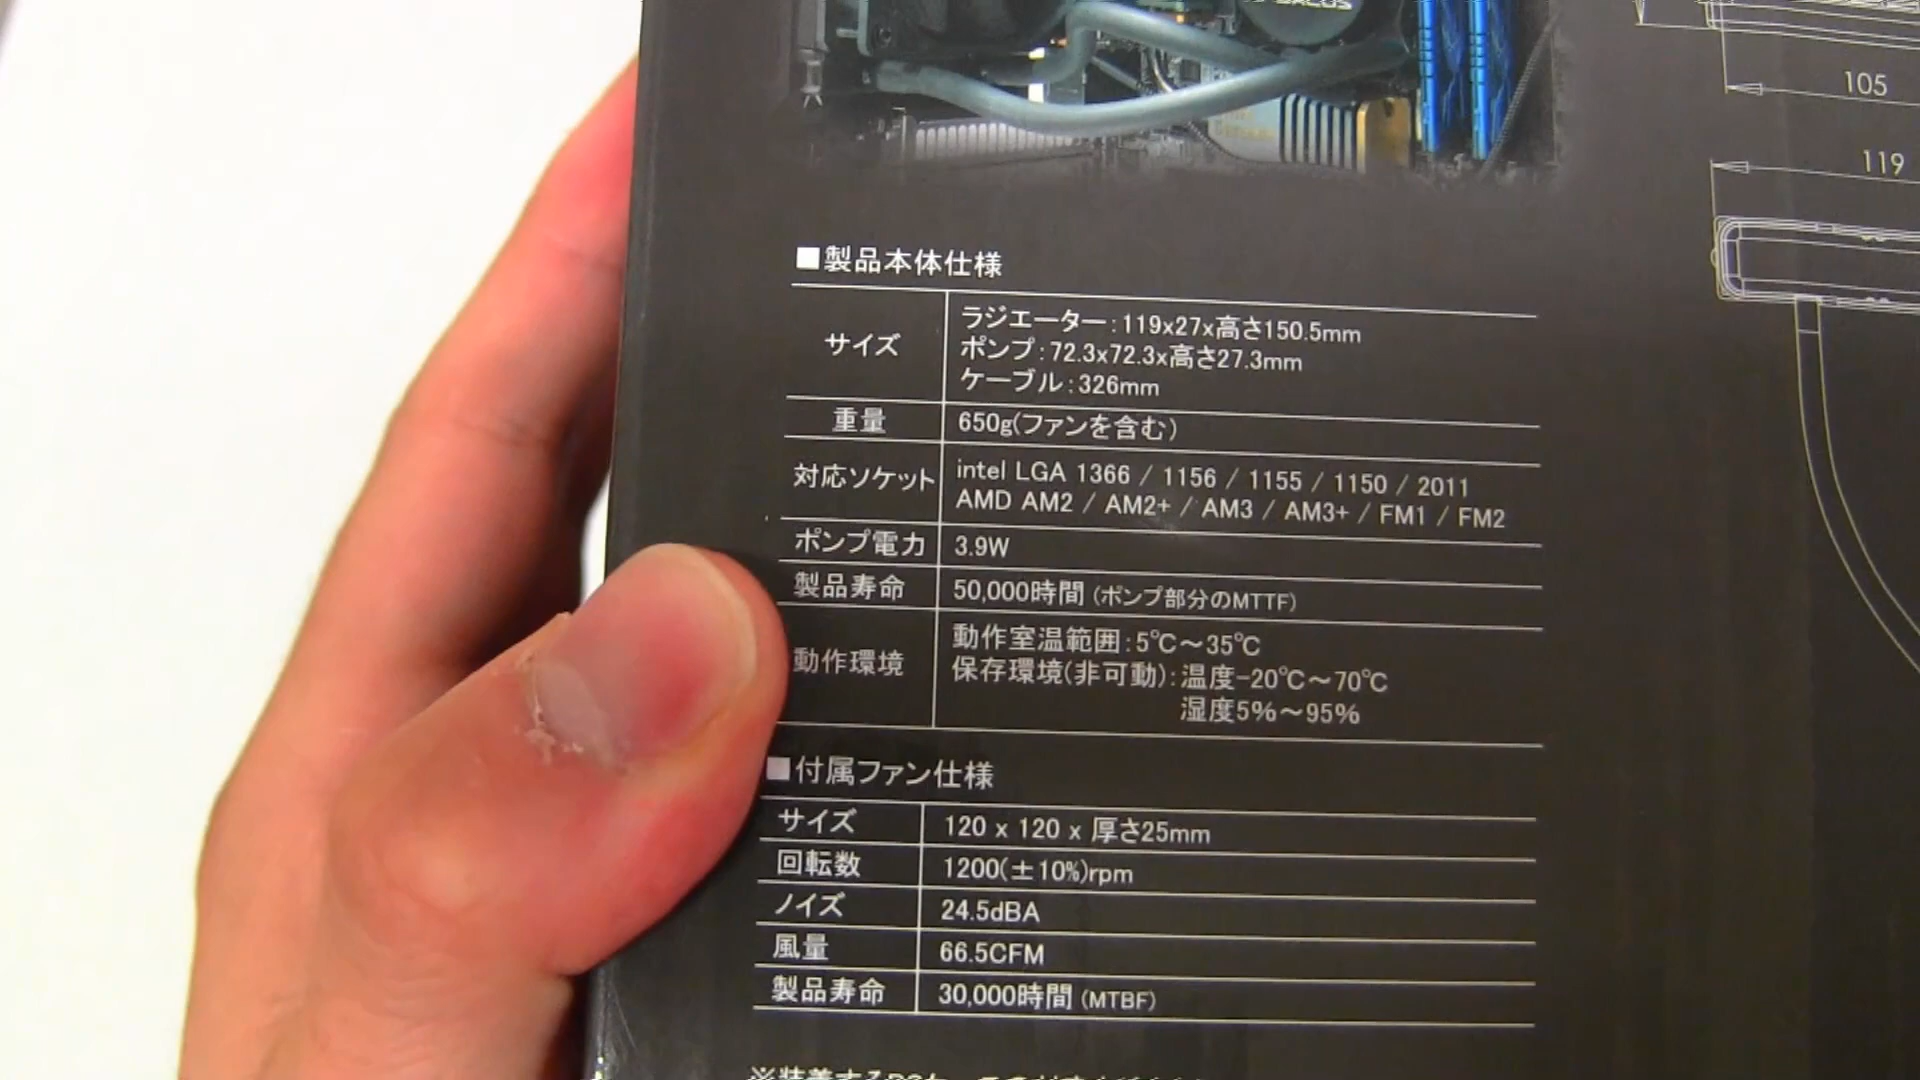 105
119
■製品本体仕様
サイズ
ラジエーター：119x27x高さ150.5mm
ポンプ：72.3x72.3x高さ27.3mm
ケーブル：326mm
重量 650g(ファンを含む)
対応ソケット
intel LGA 1366 / 1156 / 1155 / 1150 / 2011
AMD AM2 / AM2+ / AM3 / AM3+ / FM1 / FM2
ポンプ電力 3.9W
製品寿命 50,000時間 (ポンプ部分のMTTF)
動作環境
動作室温範囲：5℃～35℃
保存環境(非可動)：温度-20℃～70℃
湿度5%～95%
■付属ファン仕様
サイズ 120 x 120 x 厚さ25mm
回転数 1200(±10%)rpm
ノイズ 24.5dBA
風量 66.5CFM
製品寿命 30,000時間 (MTBF)